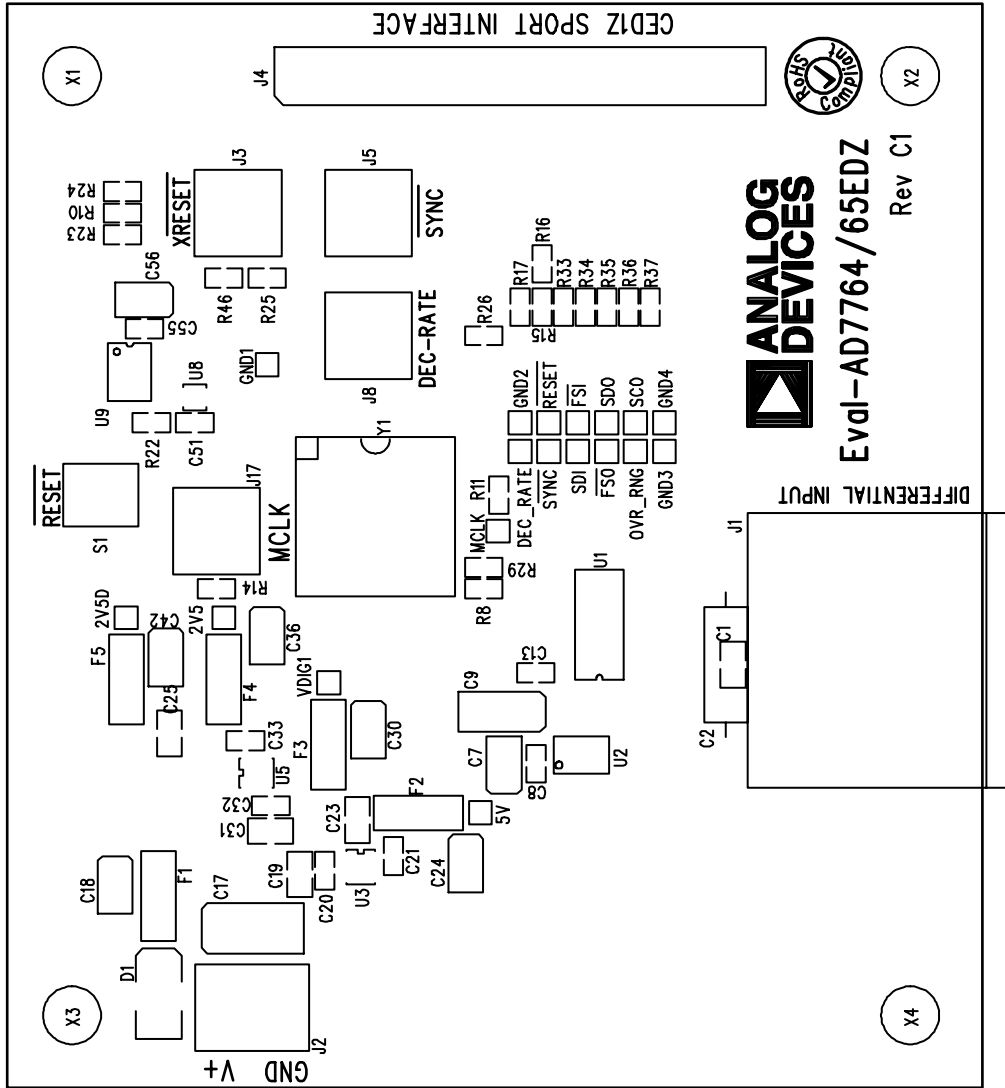 CED1Z SPORT INTERFACE
X1
J4
RoHS
Compliant
X2
R24
R10
R23
XRESET
J3
J5
SYNC
Rev C1
ANALOG
DEVICES
Eval-AD7764/65EDZ
C56
C55
R46
R25
R16
R17
R33
R34
R35
R36
R37
R15
R26
DEC-RATE
J8
GND1
U8
U9
R22
C51
Y1
GND2
RESET
FSI
SDO
SCO
GND4
DEC_RATE
SYNC
SDI
FSO
OVR_RNG
GND3
RESET
S1
J17
MCLK
R11
MCLK
R29
R8
R14
DIFFERENTIAL INPUT
J1
U1
2V5D
F5
C42
2V5
F4
C36
C25
VDIG1
C13
C1
C2
C9
C33
F3
C30
U5
C7
C8
U2
C32
C31
C23
F2
5V
C18
F1
C17
C19
C20
U3
C21
C24
D1
X3
J2
GND V+
X4